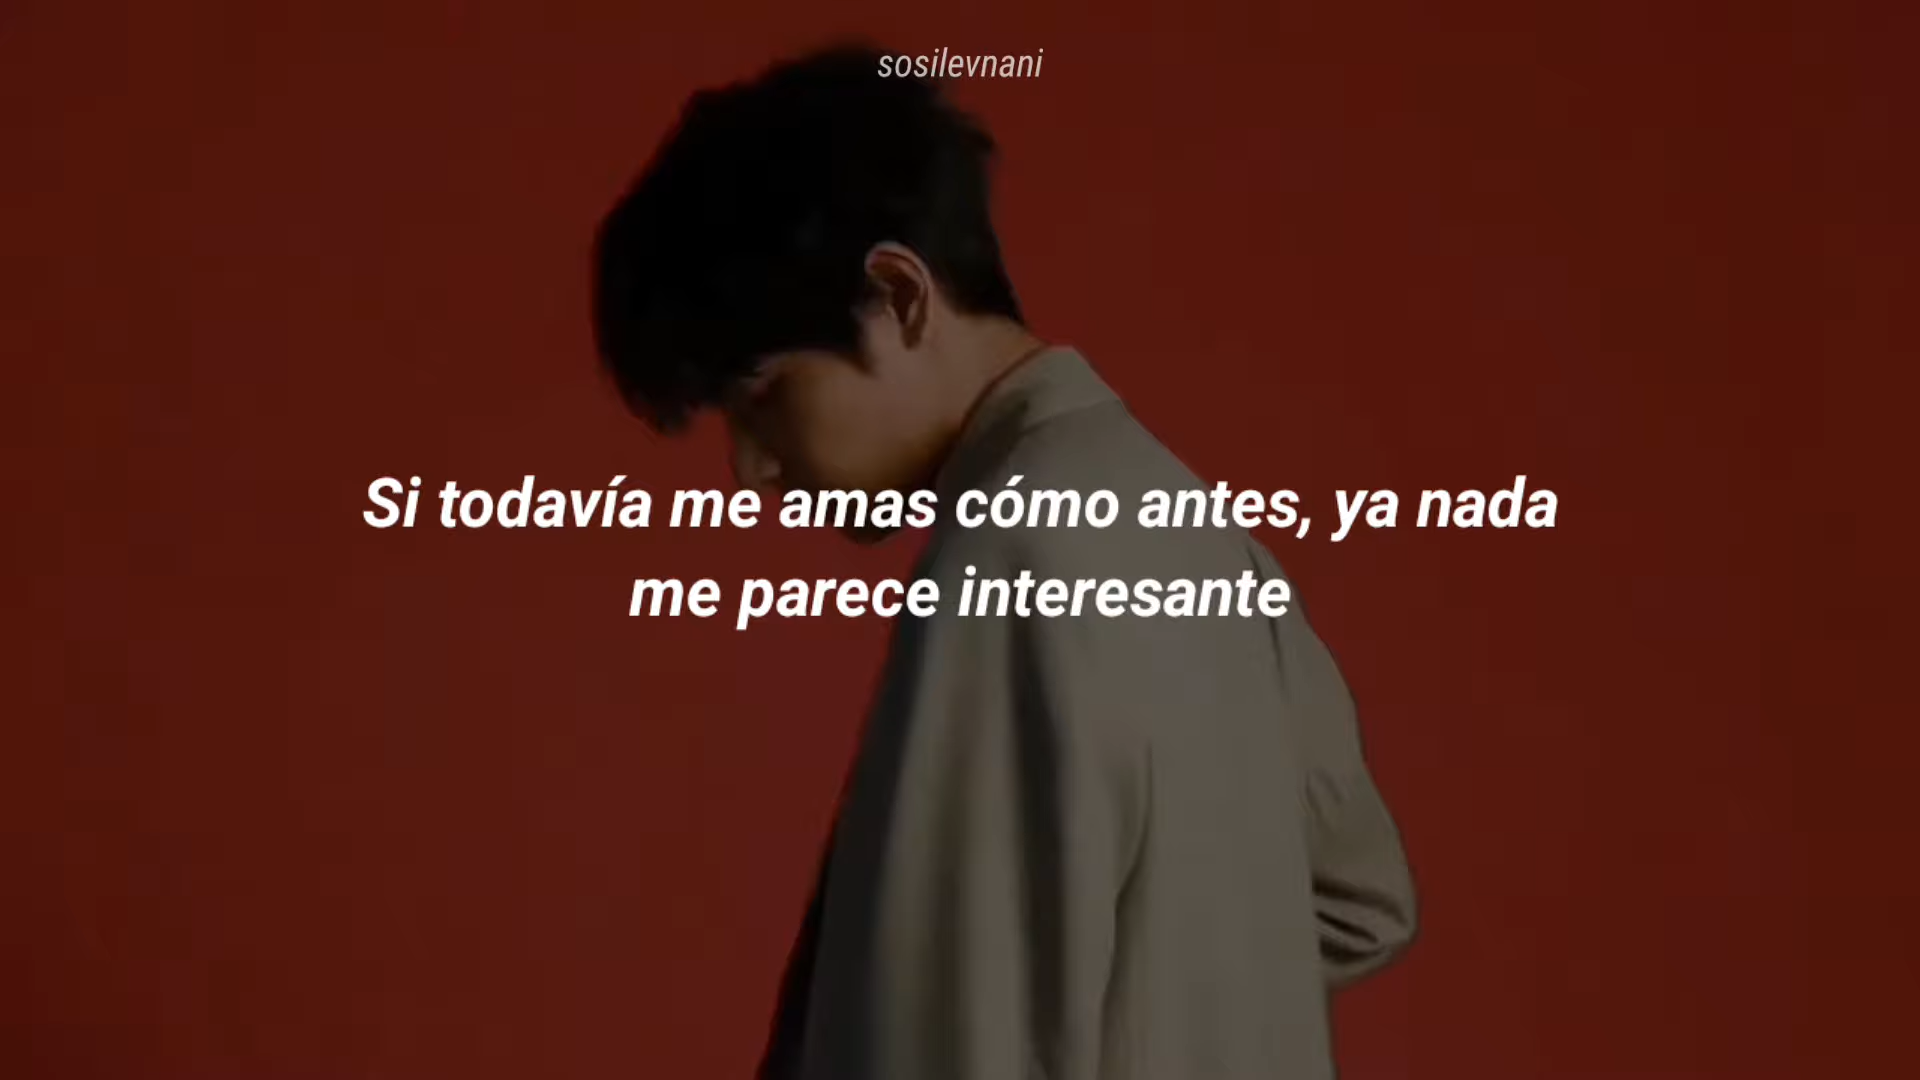 sosilevnani
Si todavía me amas cómo antes, ya nada
me parece interesante